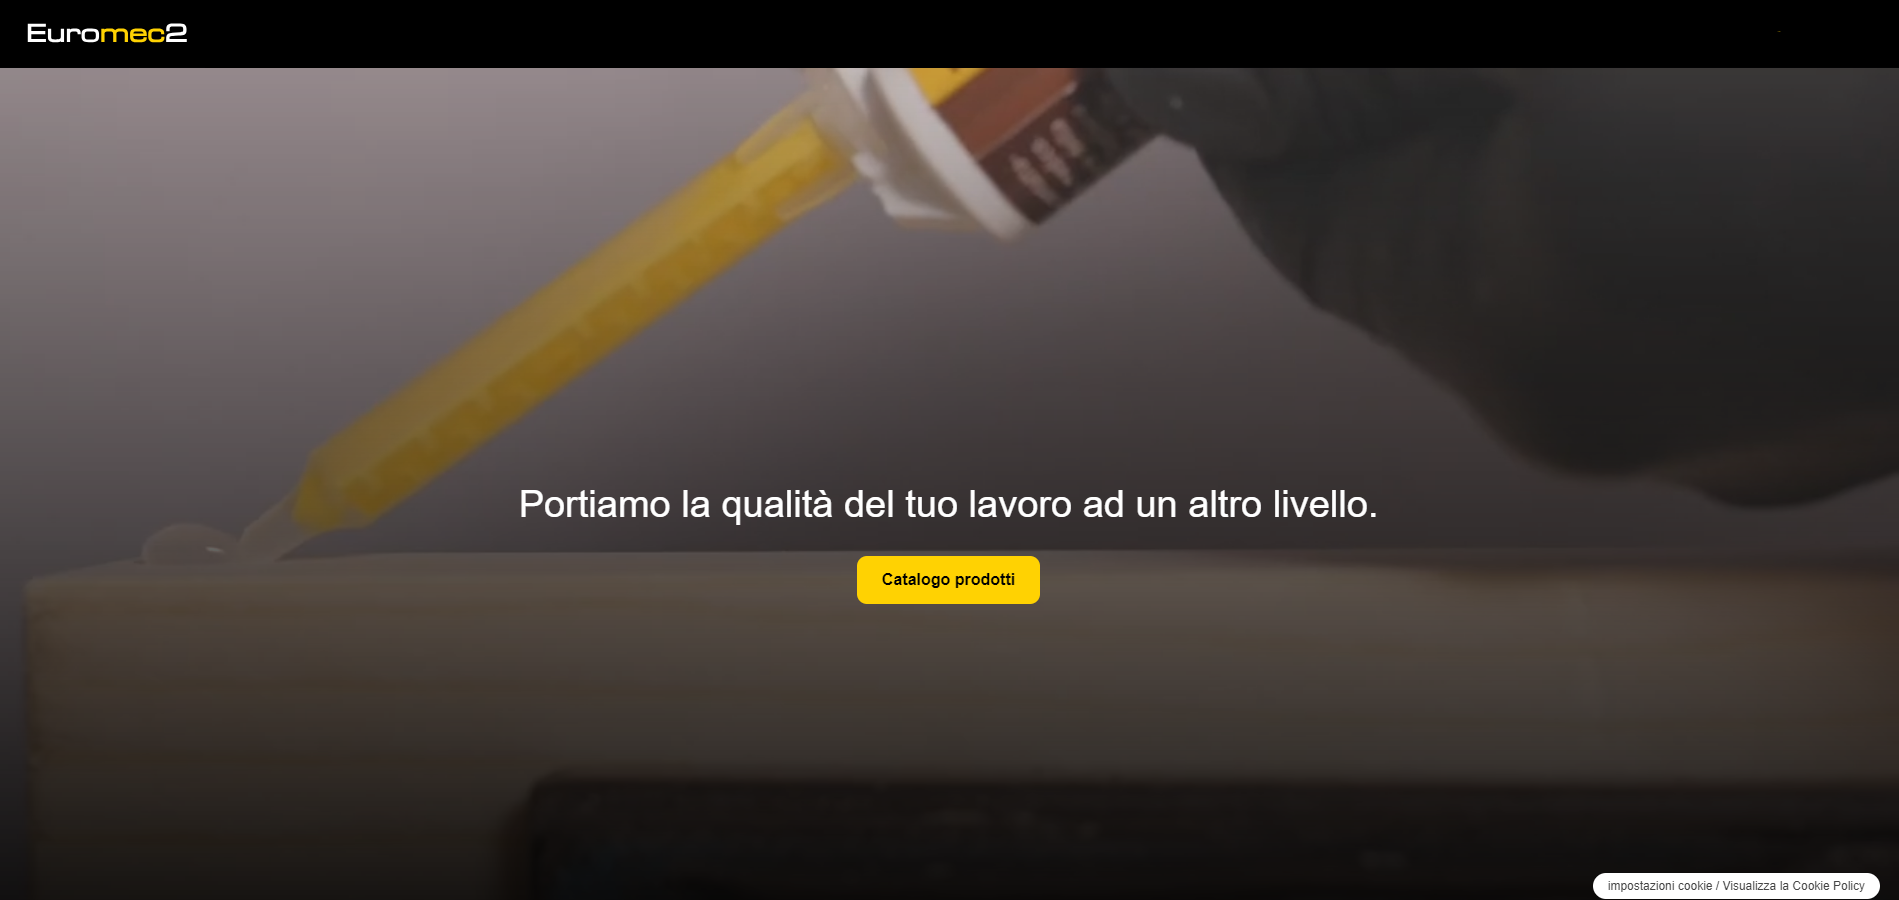 Euromec2
Portiamo la qualità del tuo lavoro ad un altro livello.
Catalogo prodotti
impostazioni cookie / Visualizza la Cookie Policy